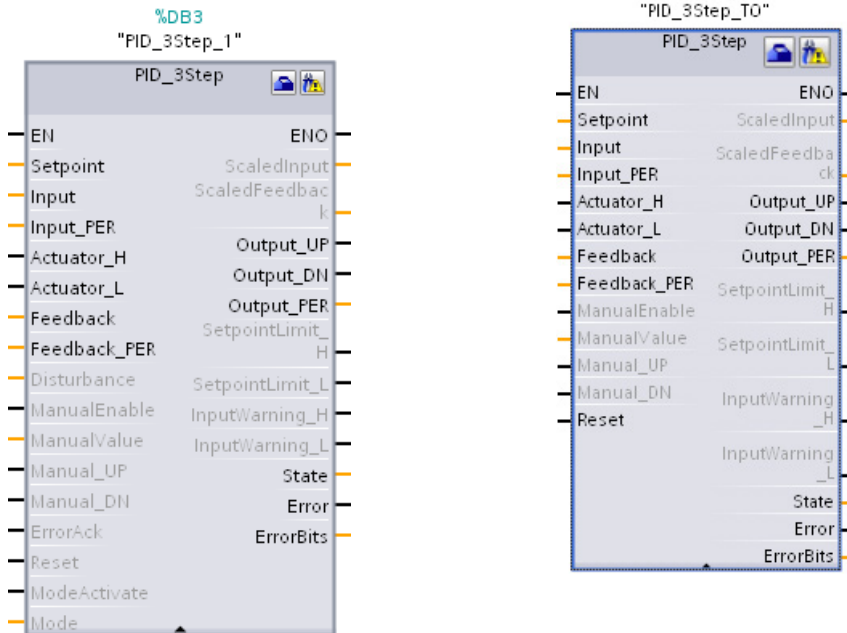 %DB3
"PID_3Step_1"
PID_3Step
EN
ENO
Setpoint
ScaledInput
Input
ScaledFeedbac
k
Input_PER
Actuator_H
Output_UP
Actuator_L
Output_DN
Feedback
Output_PER
Feedback_PER
SetpointLimit_
H
Disturbance
SetpointLimit_L
ManualEnable
InputWarning_H
ManualValue
InputWarning_L
Manual_UP
State
Manual_DN
Error
ErrorAck
ErrorBits
Reset
ModeActivate
Mode
"PID_3Step_TO"
PID_3Step
EN
ENO
Setpoint
ScaledInput
Input
ScaledFeedba
ck
Input_PER
Actuator_H
Output_UP
Actuator_L
Output_DN
Feedback
Output_PER
Feedback_PER
SetpointLimit_
H
ManualEnable
ManualValue
SetpointLimit_
L
Manual_UP
Manual_DN
InputWarning
_H
Reset
InputWarning
_L
State
Error
ErrorBits